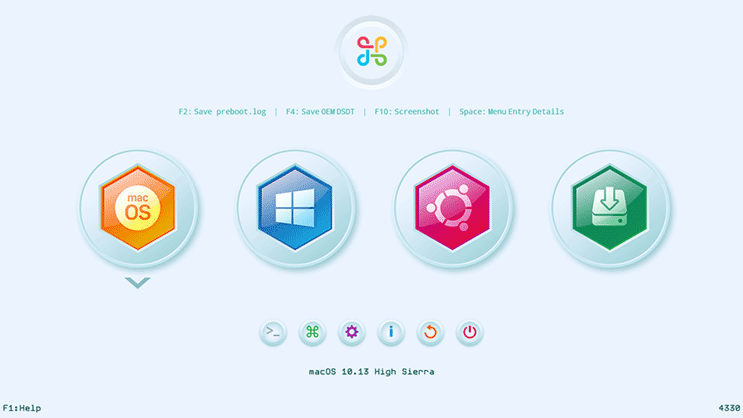 F2: Save preboot.log | F4: Save OEM DSDT | F10: Screenshot | Space: Menu Entry Details
mac
OS
>_
macOS 10.13 High Sierra
F1:Help
4330